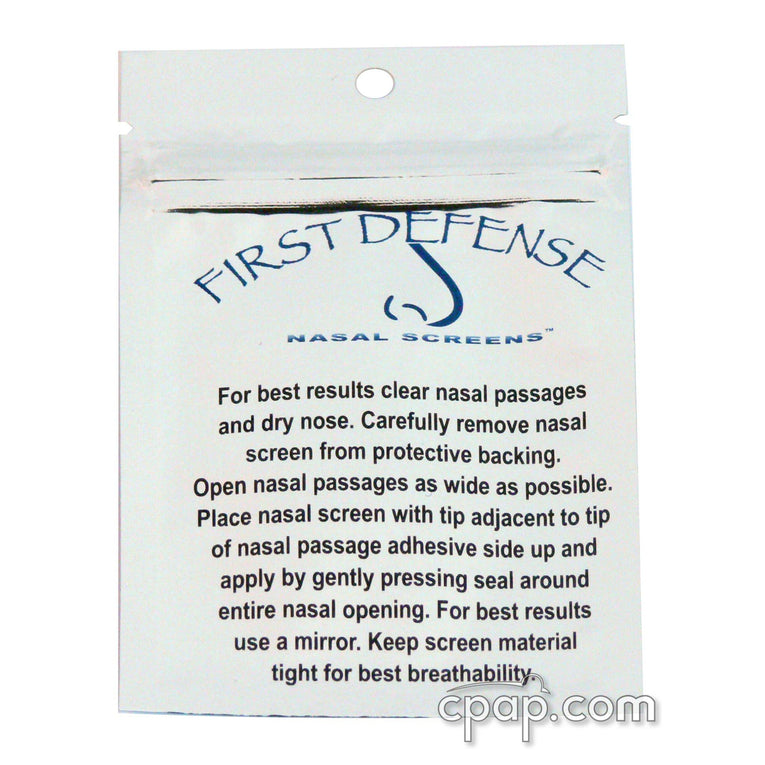 FIRST DEFENSE
NASAL SCREENS™
For best results clear nasal passages
and dry nose. Carefully remove nasal
screen from protective backing.
Open nasal passages as wide as possible.
Place nasal screen with tip adjacent to tip
of nasal passage adhesive side up and
apply by gently pressing seal around
entire nasal opening. For best results
use a mirror. Keep screen material
tight for best breathability.
cpap.com